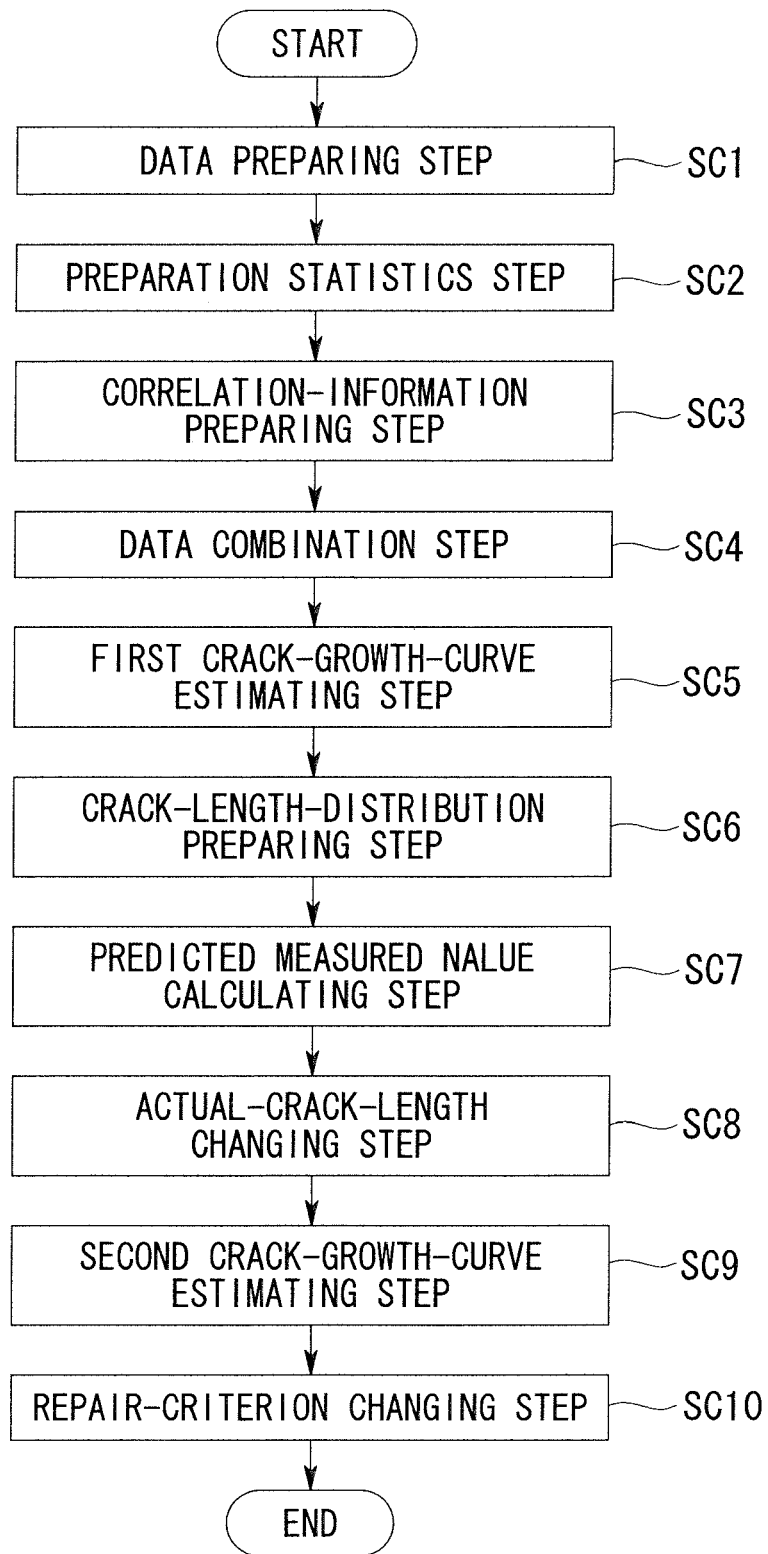 START
DATA PREPARING STEP
SC1
PREPARATION STATISTICS STEP
SC2
CORRELATION-INFORMATION
PREPARING STEP
SC3
DATA COMBINATION STEP
SC4
FIRST CRACK-GROWTH-CURVE
ESTIMATING STEP
SC5
CRACK-LENGTH-DISTRIBUTION
PREPARING STEP
SC6
PREDICTED MEASURED NALUE
CALCULATING STEP
SC7
ACTUAL-CRACK-LENGTH
CHANGING STEP
SC8
SECOND CRACK-GROWTH-CURVE
ESTIMATING STEP
SC9
REPAIR-CRITERION CHANGING STEP
SC10
END